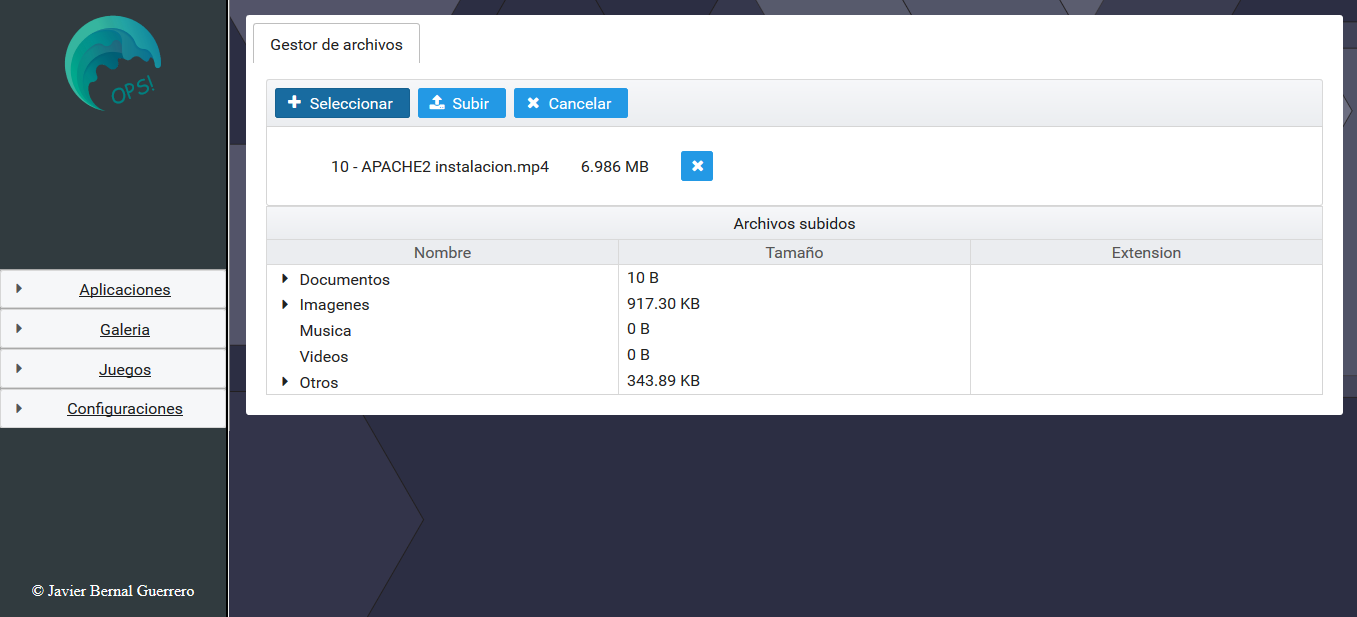 OPS!
Aplicaciones
Galeria
Juegos
Configuraciones
© Javier Bernal Guerrero
Gestor de archivos
Seleccionar Subir Cancelar
10 - APACHE2 instalacion.mp4 6.986 MB
Archivos subidos
Nombre Tamaño Extension
Documentos 10 B
Imagenes 917.30 KB
Musica 0 B
Videos 0 B
Otros 343.89 KB